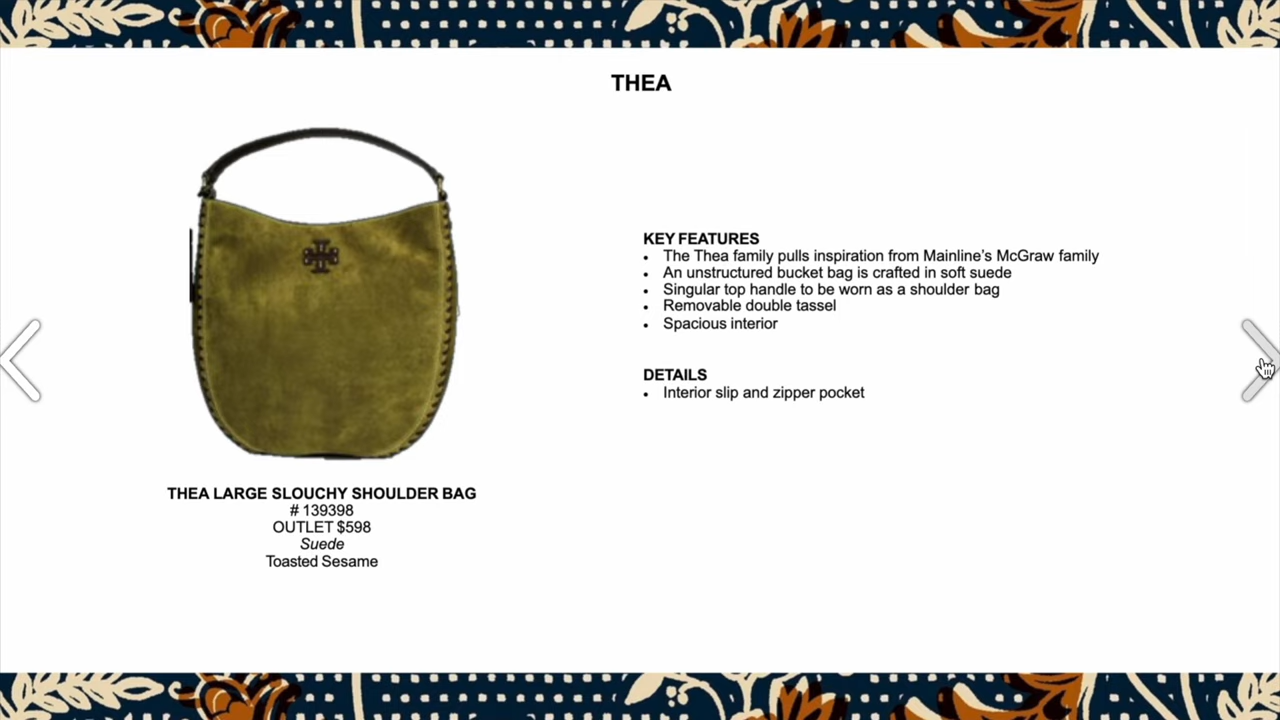 THEA
KEY FEATURES
• The Thea family pulls inspiration from Mainline's McGraw family
• An unstructured bucket bag is crafted in soft suede
• Singular top handle to be worn as a shoulder bag
• Removable double tassel
• Spacious interior
DETAILS
• Interior slip and zipper pocket
THEA LARGE SLOUCHY SHOULDER BAG
# 139398
OUTLET $598
Suede
Toasted Sesame